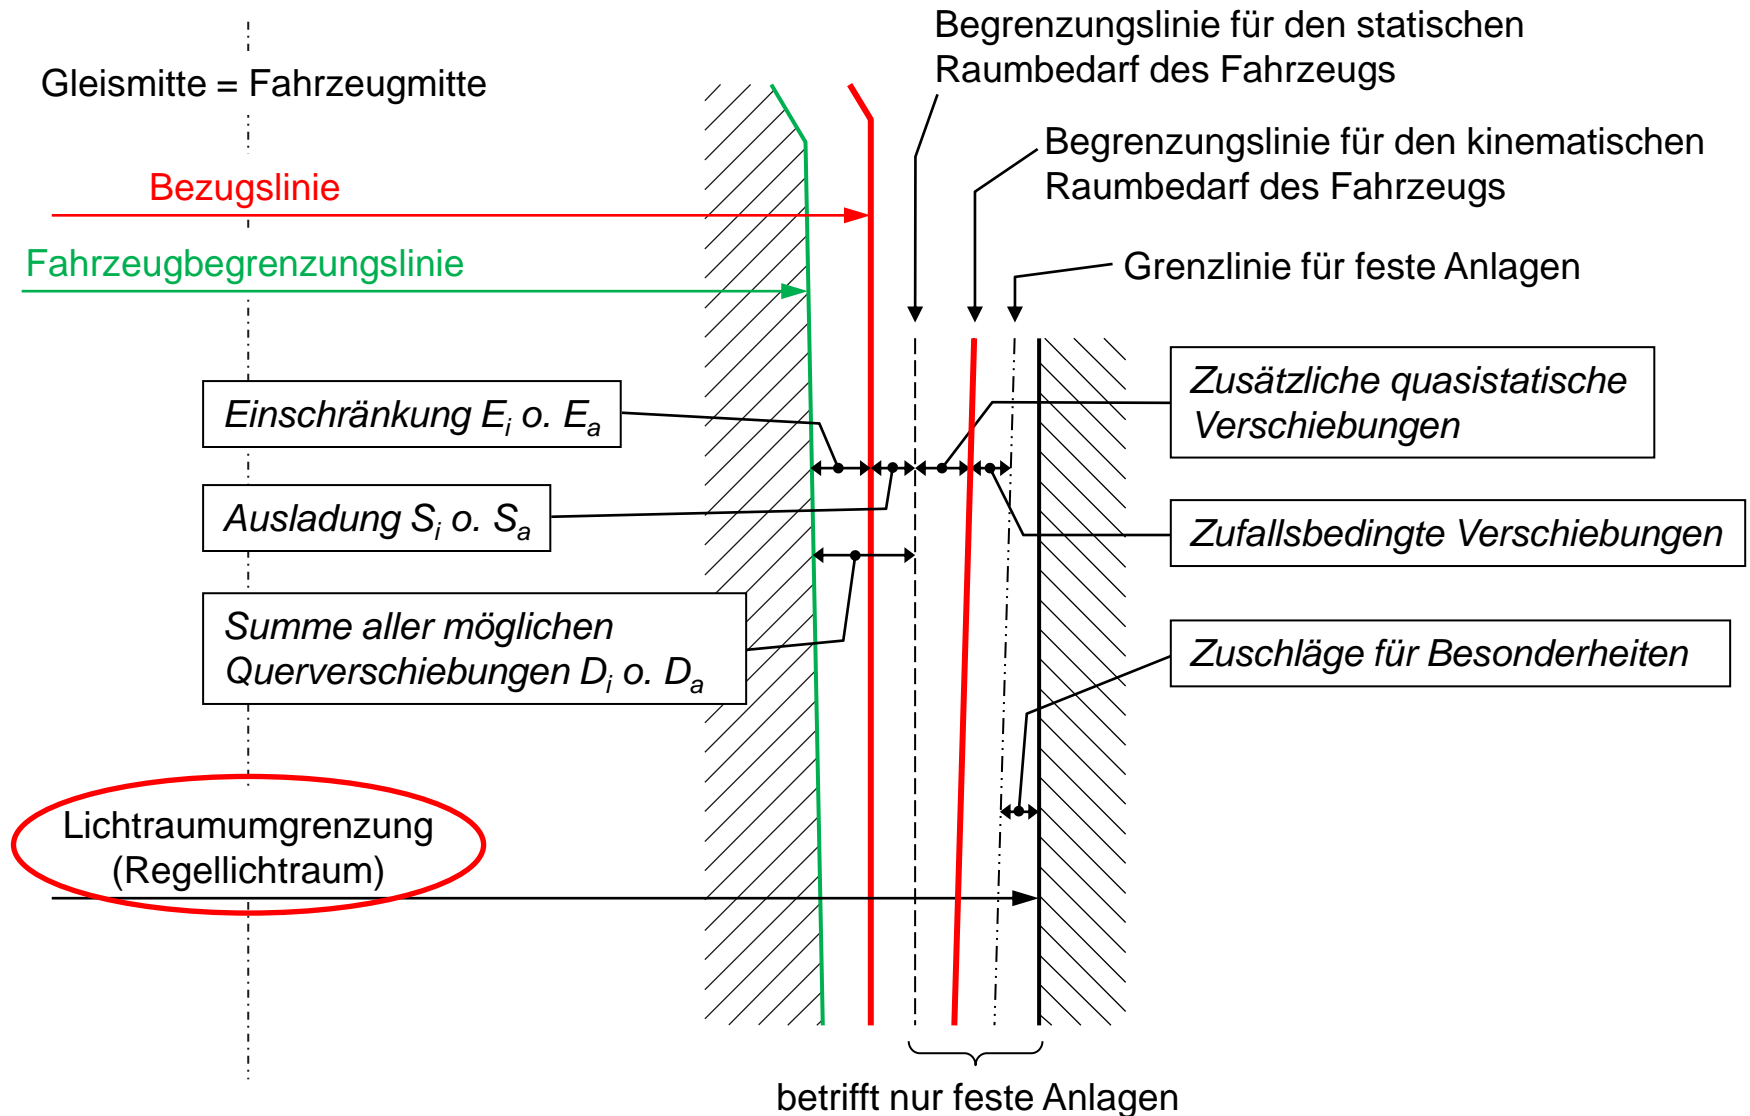 Begrenzungslinie für den statischen
Raumbedarf des Fahrzeugs
Gleismitte = Fahrzeugmitte
Begrenzungslinie für den kinematischen
Raumbedarf des Fahrzeugs
Bezugslinie
Fahrzeugbegrenzungslinie
Grenzlinie für feste Anlagen
Einschränkung Ei o. Ea
Zusätzliche quasistatische
Verschiebungen
Ausladung Si o. Sa
Zufallsbedingte Verschiebungen
Summe aller möglichen
Querverschiebungen Di o. Da
Zuschläge für Besonderheiten
Lichtraumumgrenzung
(Regellichtraum)
betrifft nur feste Anlagen